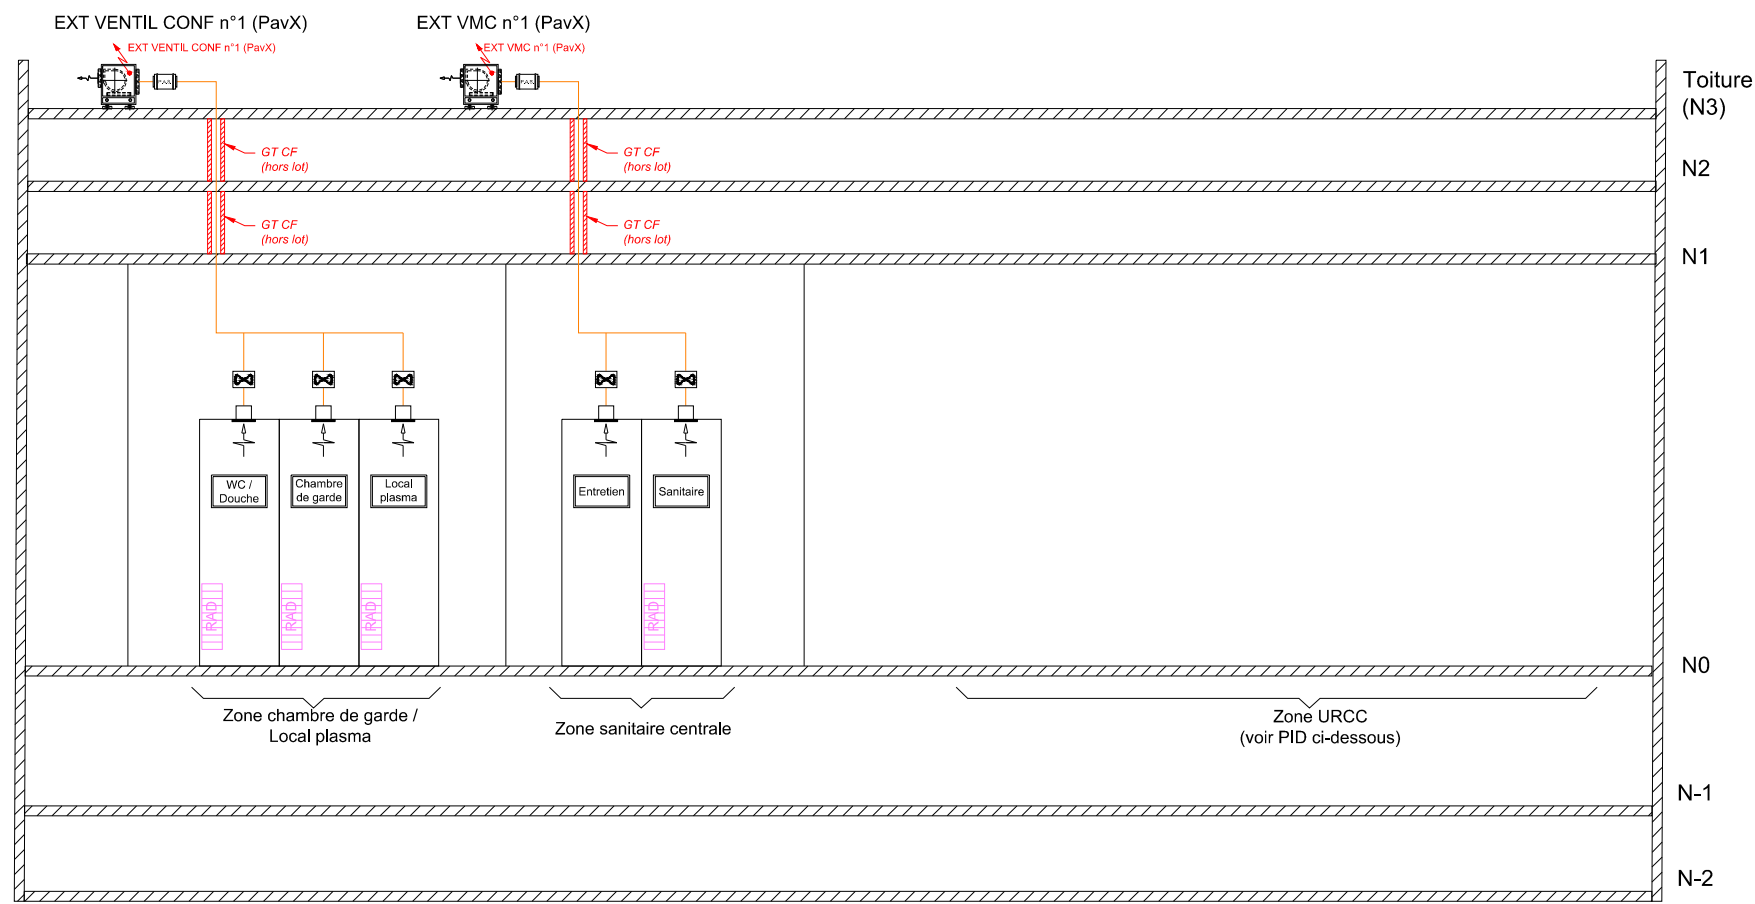 EXT VENTIL CONF n°1 (PavX)
EXT VMC n°1 (PavX)
EXT VENTIL CONF n°1 (PavX)
EXT VMC n°1 (PavX)
Toiture
(N3)
GT CF
(hors lot)
GT CF
(hors lot)
N2
GT CF
(hors lot)
GT CF
(hors lot)
N1
WC /
Douche
Chambre
de garde
Local
plasma
Entretien
Sanitaire
RAD
RAD
RAD
RAD
N0
Zone chambre de garde /
Local plasma
Zone sanitaire centrale
Zone URCC
(voir PID ci-dessous)
N-1
N-2